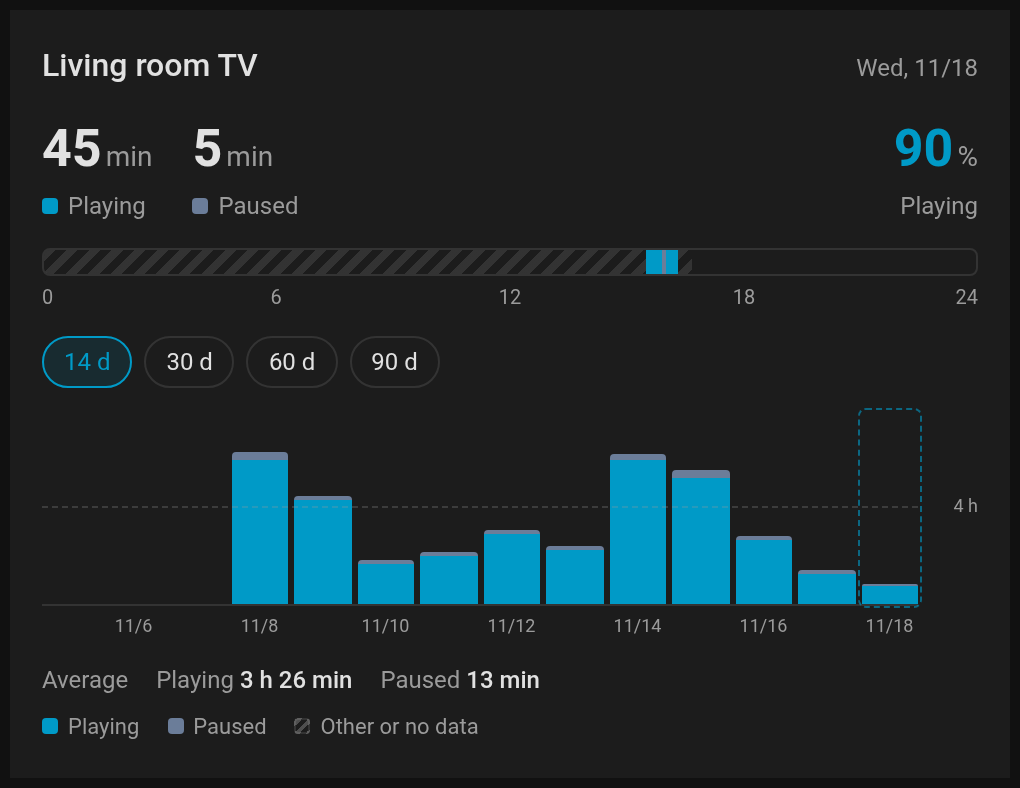 Living room TV Wed, 11/18
45 min 5 min 90 %
Playing Paused Playing
0 6 12 18 24
14 d 30 d 60 d 90 d
4 h
11/6 11/8 11/10 11/12 11/14 11/16 11/18
Average Playing 3 h 26 min Paused 13 min
Playing Paused Other or no data